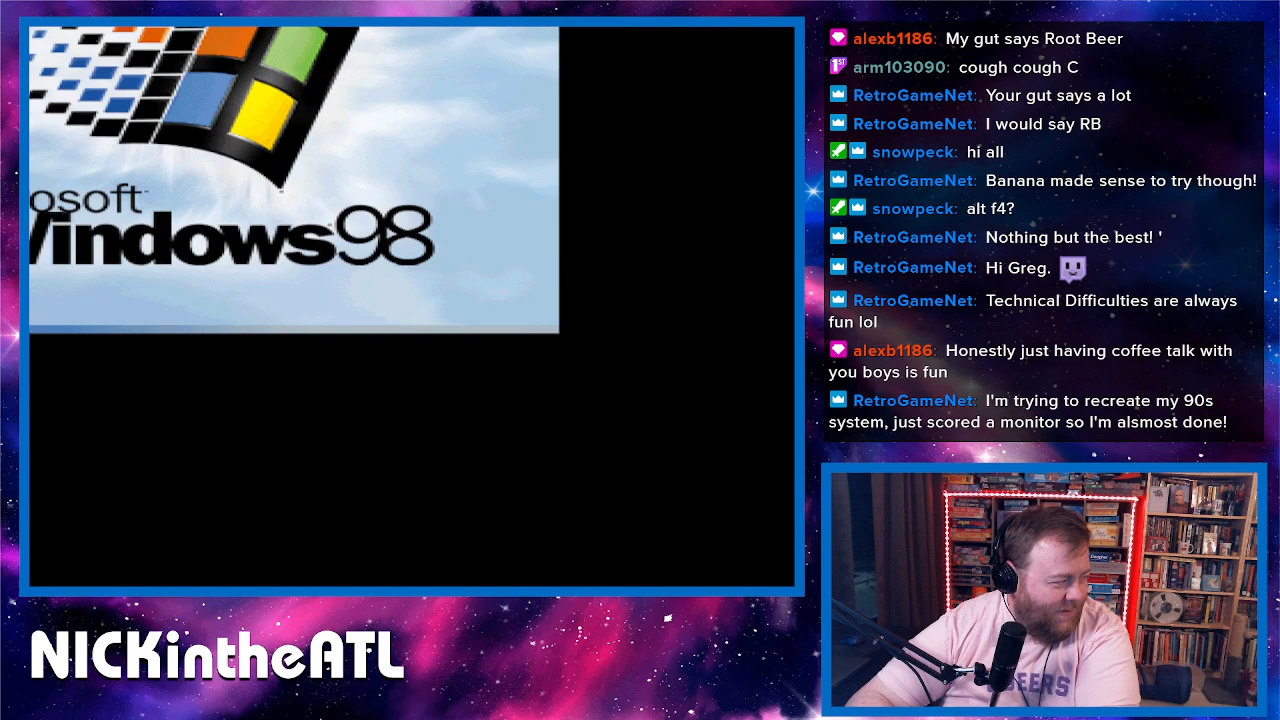 osoft
Windows98
alexb1186: My gut says Root Beer
arm103090: cough cough C
RetroGameNet: Your gut says a lot
RetroGameNet: I would say RB
snowpeck: hi all
RetroGameNet: Banana made sense to try though!
snowpeck: alt f4?
RetroGameNet: Nothing but the best! '
RetroGameNet: Hi Greg.
RetroGameNet: Technical Difficulties are always
fun lol
alexb1186: Honestly just having coffee talk with
you boys is fun
RetroGameNet: I'm trying to recreate my 90s
system, just scored a monitor so I'm alsmost done!
NICKintheATL